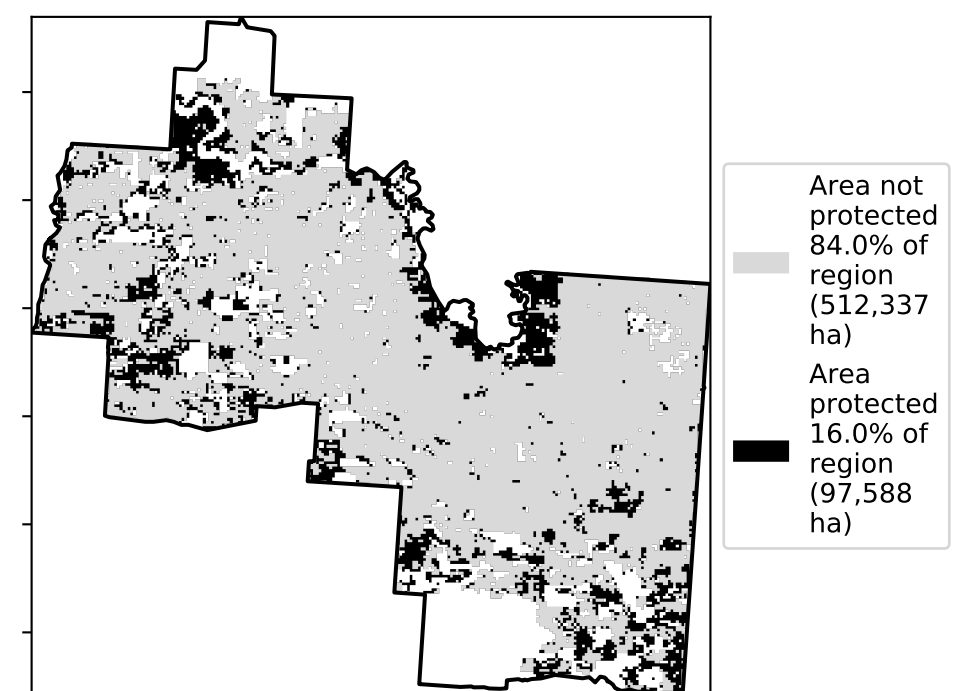 Area not
protected
84.0% of
region
(512,337
ha)
Area
protected
16.0% of
region
(97,588
ha)